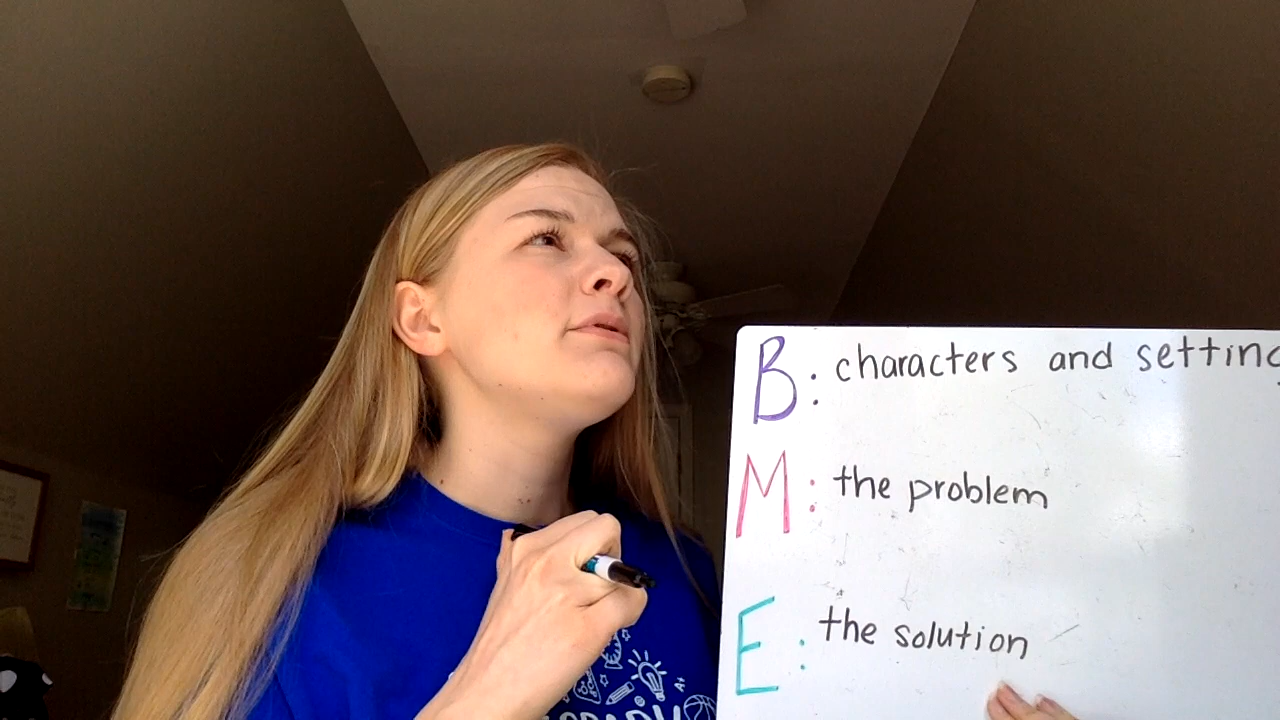 B: characters and setting
M: the problem
E: the solution
A+